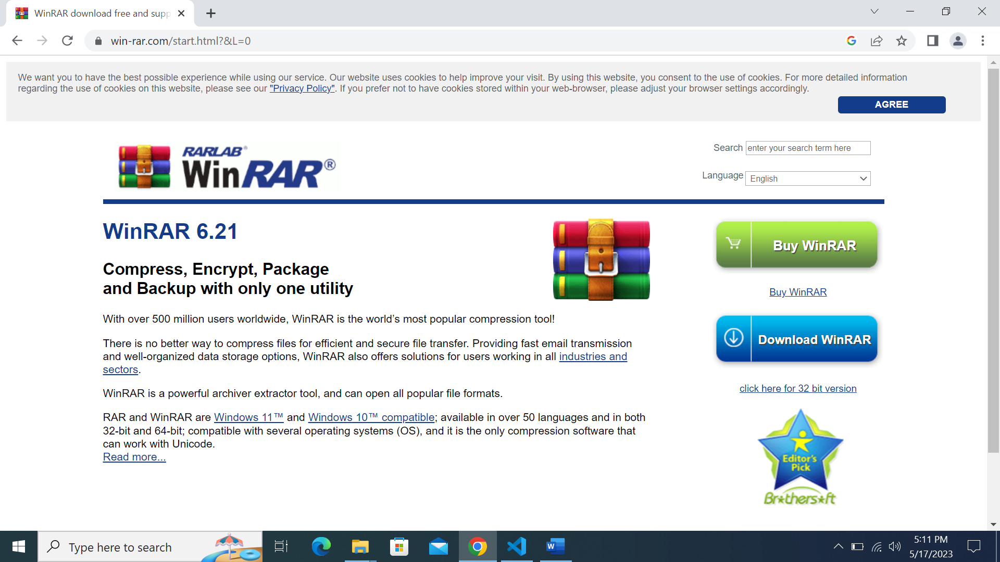 WinRAR download free and supp
win-rar.com/start.html?&L=0
We want you to have the best possible experience while using our service. Our website uses cookies to help improve your visit. By using this website, you consent to the use of cookies. For more detailed information
regarding the use of cookies on this website, please see our "Privacy Policy". If you prefer not to have cookies stored within your web-browser, please adjust your browser settings accordingly.
AGREE
RARLAB®
WinRAR®
Search enter your search term here
Language English
WinRAR 6.21
Compress, Encrypt, Package
and Backup with only one utility
With over 500 million users worldwide, WinRAR is the world’s most popular compression tool!
There is no better way to compress files for efficient and secure file transfer. Providing fast email transmission
and well-organized data storage options, WinRAR also offers solutions for users working in all industries and
sectors.
WinRAR is a powerful archiver extractor tool, and can open all popular file formats.
RAR and WinRAR are Windows 11™ and Windows 10™ compatible; available in over 50 languages and in both
32-bit and 64-bit; compatible with several operating systems (OS), and it is the only compression software that
can work with Unicode.
Read more...
Buy WinRAR
Buy WinRAR
Download WinRAR
click here for 32 bit version
Editor's
Pick
Brothersoft
Type here to search
5:11 PM
5/17/2023